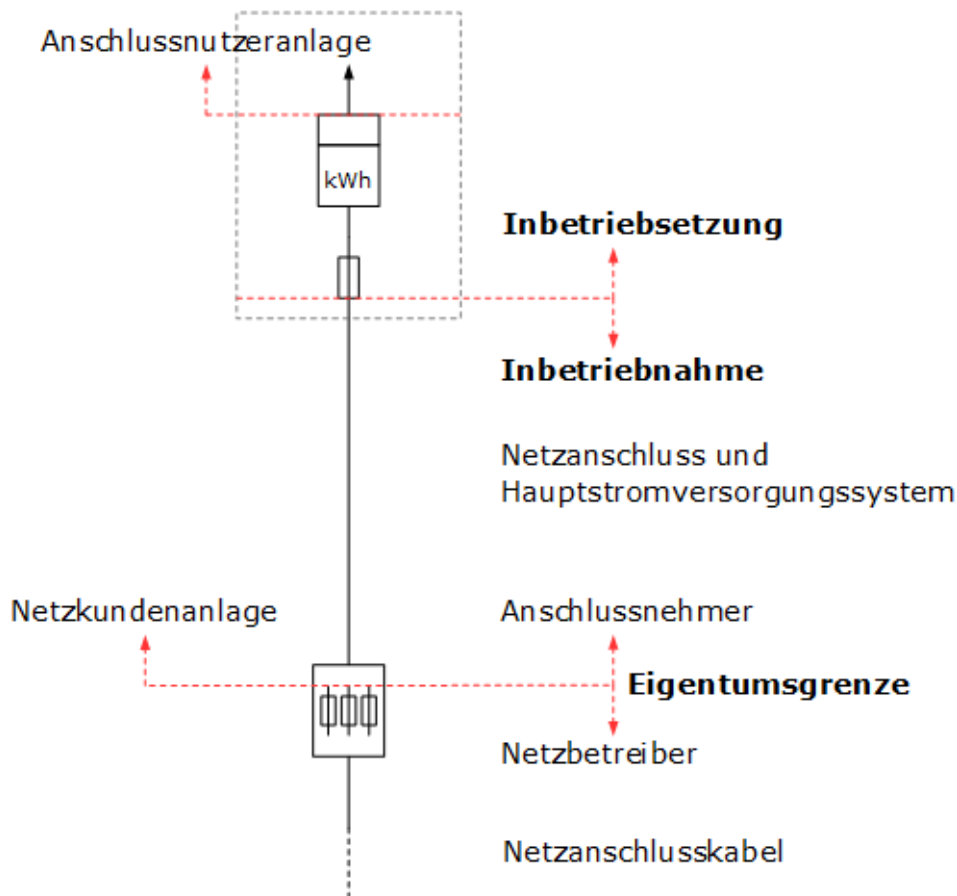 Anschlussnutzeranlage
kWh
Inbetriebsetzung
Inbetriebnahme
Netzanschluss und
Hauptstromversorgungssystem
Netzkundenanlage
Anschlussnehmer
Eigentumsgrenze
Netzbetreiber
Netzanschlusskabel